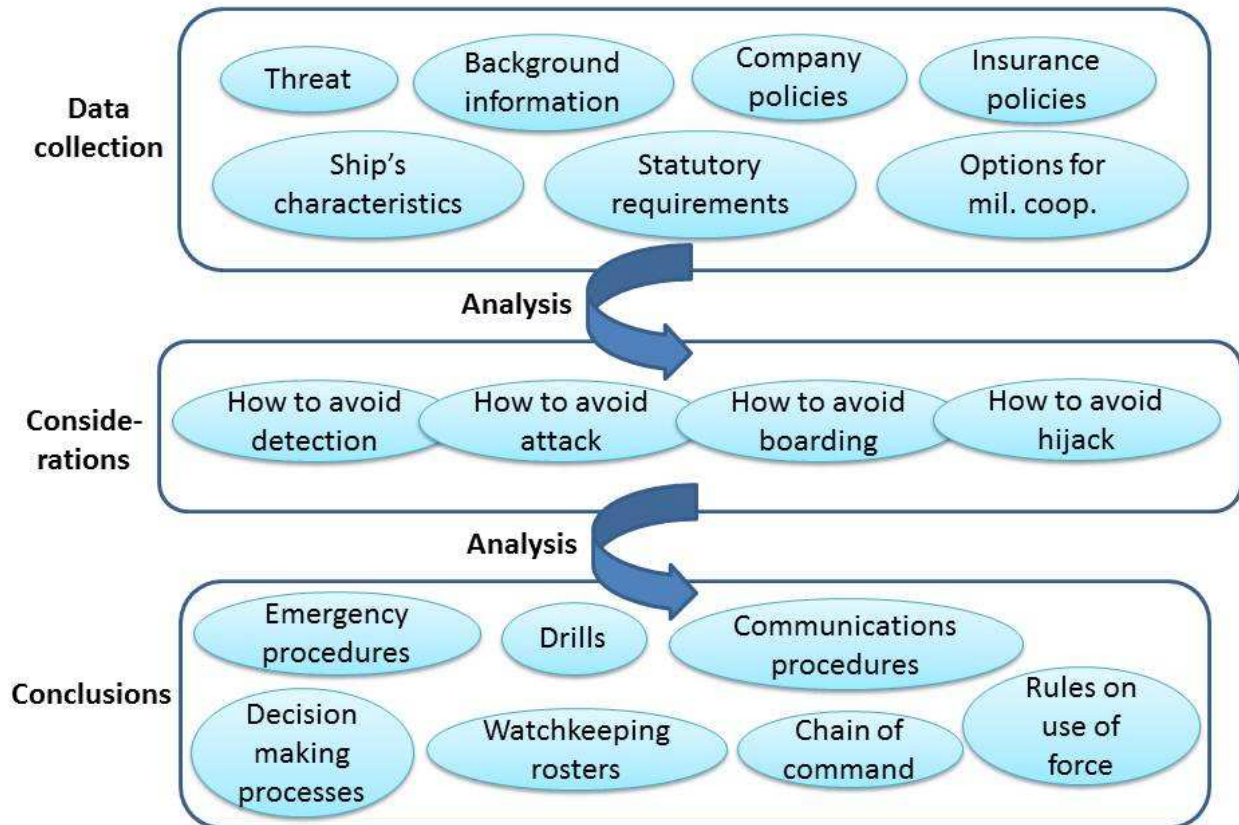 Data
collection
Threat
Background
information
Company
policies
Insurance
policies
Ship’s
characteristics
Statutory
requirements
Options for
mil. coop.
Analysis
Conside-
rations
How to avoid
detection
How to avoid
attack
How to avoid
boarding
How to avoid
hijack
Analysis
Conclusions
Emergency
procedures
Drills
Communications
procedures
Decision
making
processes
Watchkeeping
rosters
Chain of
command
Rules on
use of
force